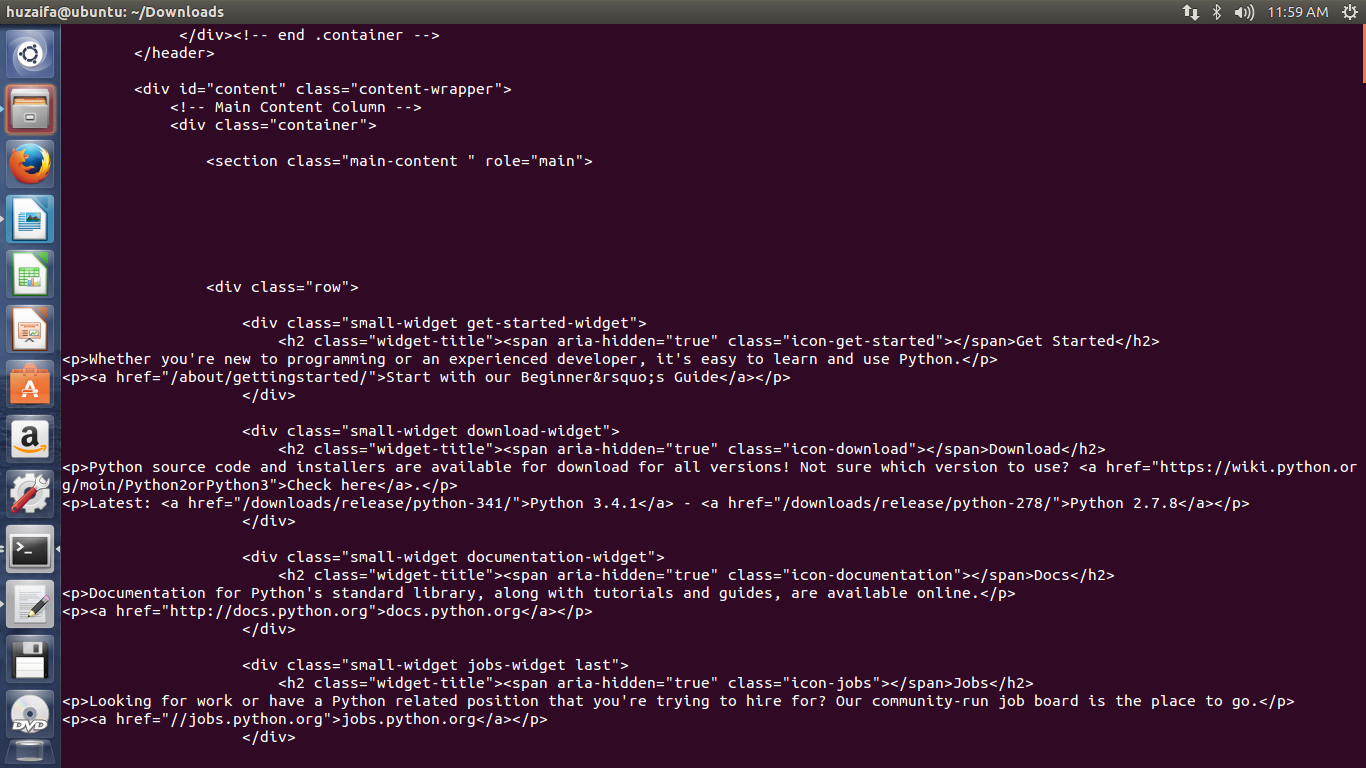 huzaifa@ubuntu: ~/Downloads
11:59 AM
</div><!-- end .container -->
</header>
<div id="content" class="content-wrapper">
<!-- Main Content Column -->
<div class="container">
<section class="main-content " role="main">
<div class="row">
<div class="small-widget get-started-widget">
<h2 class="widget-title"><span aria-hidden="true" class="icon-get-started"></span>Get Started</h2>
<p>Whether you're new to programming or an experienced developer, it's easy to learn and use Python.</p>
<p><a href="/about/gettingstarted/">Start with our Beginner&rsquo;s Guide</a></p>
</div>
<div class="small-widget download-widget">
<h2 class="widget-title"><span aria-hidden="true" class="icon-download"></span>Download</h2>
<p>Python source code and installers are available for download for all versions! Not sure which version to use? <a href="https://wiki.python.or
g/moin/Python2orPython3">Check here</a>.</p>
<p>Latest: <a href="/downloads/release/python-341/">Python 3.4.1</a> - <a href="/downloads/release/python-278/">Python 2.7.8</a></p>
</div>
<div class="small-widget documentation-widget">
<h2 class="widget-title"><span aria-hidden="true" class="icon-documentation"></span>Docs</h2>
<p>Documentation for Python's standard library, along with tutorials and guides, are available online.</p>
<p><a href="http://docs.python.org">docs.python.org</a></p>
</div>
<div class="small-widget jobs-widget last">
<h2 class="widget-title"><span aria-hidden="true" class="icon-jobs"></span>Jobs</h2>
<p>Looking for work or have a Python related position that you're trying to hire for? Our community-run job board is the place to go.</p>
<p><a href="//jobs.python.org">jobs.python.org</a></p>
</div>
A
a
>_
DVD